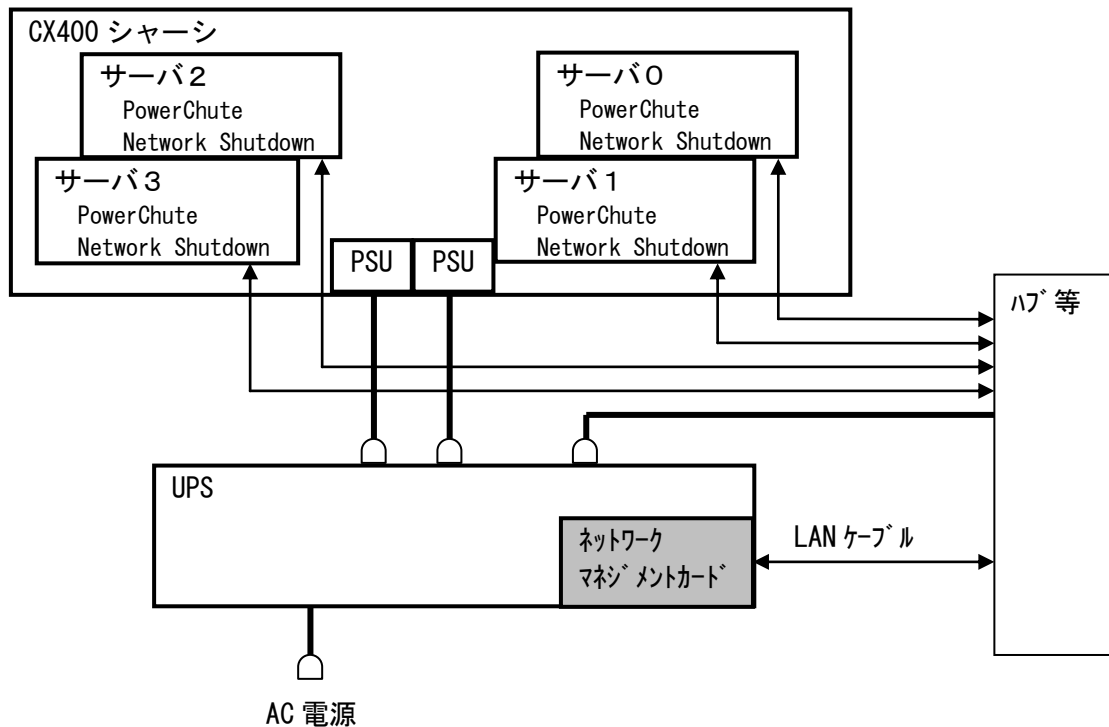 CX400 シャーシ
サーバ２
PowerChute
Network Shutdown
サーバ０
PowerChute
Network Shutdown
サーバ３
PowerChute
Network Shutdown
サーバ１
PowerChute
Network Shutdown
PSU
PSU
ﾊﾌﾞ等
UPS
ﾈｯﾄﾜｰｸ
ﾏﾈｼﾞﾒﾝﾄｶｰﾄﾞ
LAN ｹｰﾌﾞﾙ
AC 電源